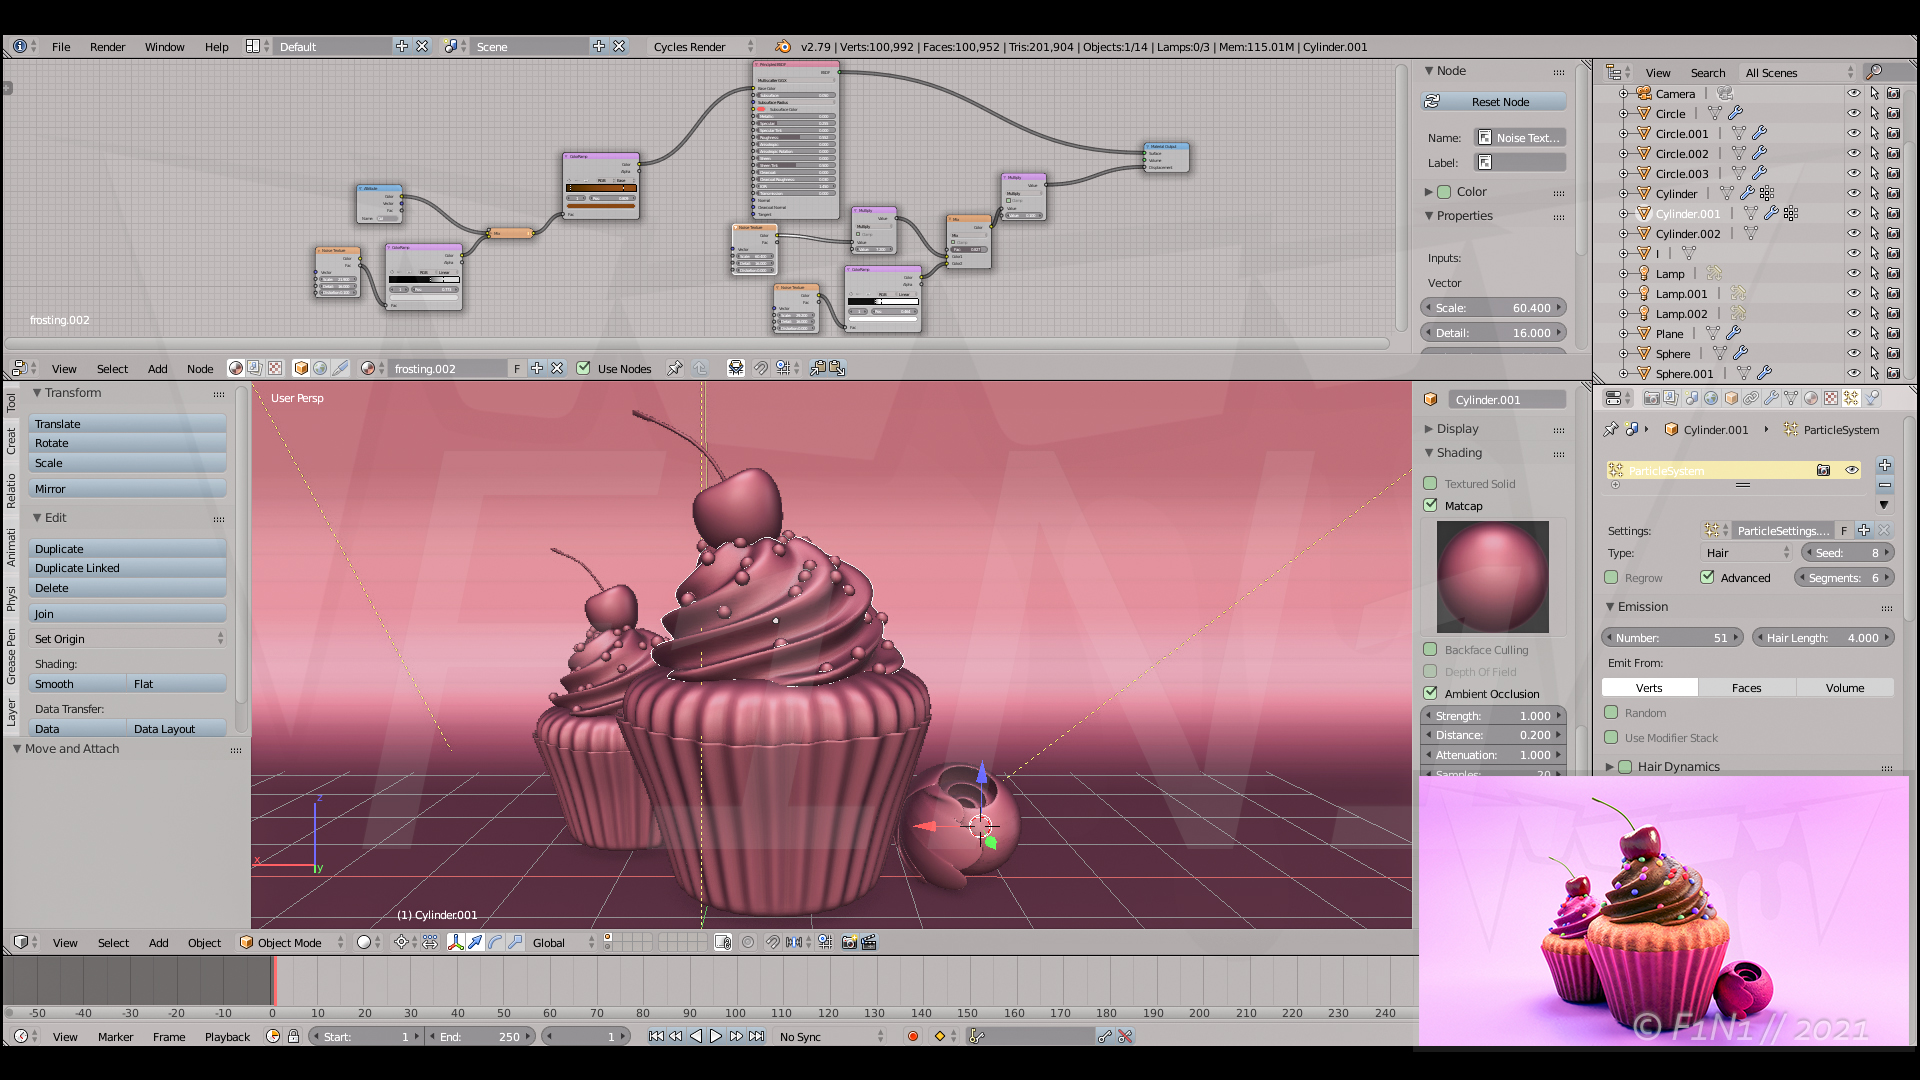 File Render Window Help Default Scene Cycles Render v2.79 | Verts:100,992 | Faces:100,952 | Tris:201,904 | Objects:1/14 | Lamps:0/3 | Mem:115.01M | Cylinder.001
frosting.002
View Select Add Node frosting.002 F Use Nodes
Node
Reset Node
Name: Noise Text...
Label:
Color
Properties
Inputs:
Vector
Scale: 60.400
Detail: 16.000
View Search All Scenes
Camera
Circle
Circle.001
Circle.002
Circle.003
Cylinder
Cylinder.001
Cylinder.002
I
Lamp
Lamp.001
Lamp.002
Plane
Sphere
Sphere.001
Tool
Creat
Relatio
Animati
Physi
Grease Pen
Layer
Transform
Translate
Rotate
Scale
Mirror
Edit
Duplicate
Duplicate Linked
Delete
Join
Set Origin
Shading:
Smooth Flat
Data Transfer:
Data Data Layout
Move and Attach
User Persp
x
z
y
(1) Cylinder.001
Cylinder.001
Display
Shading
Textured Solid
Matcap
Backface Culling
Depth Of Field
Ambient Occlusion
Strength: 1.000
Distance: 0.200
Attenuation: 1.000
Samples: 20
Cylinder.001 ParticleSystem
ParticleSystem
Settings: ParticleSettings.... F
Type: Hair Seed: 8
Regrow Advanced Segments: 6
Emission
Number: 51 Hair Length: 4.000
Emit From:
Verts Faces Volume
Random
Use Modifier Stack
Hair Dynamics
View Select Add Object Object Mode Global
-50 -40 -30 -20 -10 0 10 20 30 40 50 60 70 80 90 100 110 120 130 140 150 160 170 180 190 200 210 220 230 240
View Marker Frame Playback Start: 1 End: 250 1 No Sync
© F1N1 // 2021